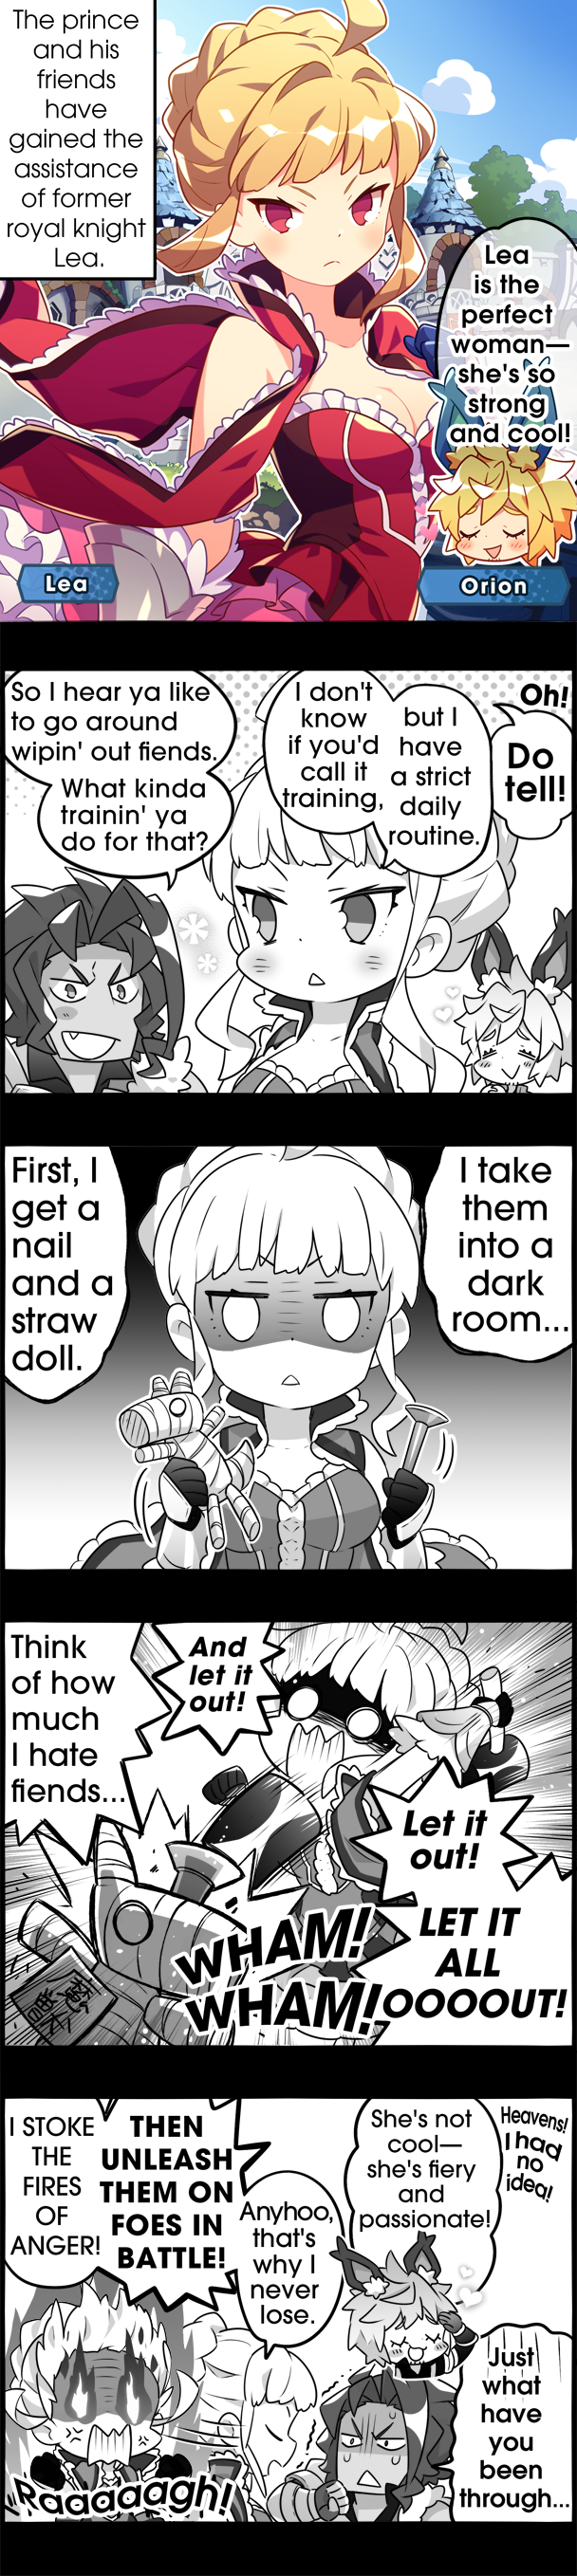 The prince
and his
friends
have
gained the
assistance
of former
royal knight
Lea.
Lea
is the
perfect
woman—
she's so
strong
and cool!
Lea
Orion
So I hear ya like
to go around
wipin' out fiends.
What kinda
trainin' ya
do for that?
I don't
know
if you'd
call it
training,
but I
have
a strict
daily
routine.
Oh!
Do
tell!
First, I
get a
nail
and a
straw
doll.
I take
them
into a
dark
room...
Think
of how
much
I hate
fiends...
And
let it
out!
Let it
out!
LET IT
ALL
OOOOUT!
WHAM!
WHAM!
I STOKE
THE
FIRES
OF
ANGER!
THEN
UNLEASH
THEM ON
FOES IN
BATTLE!
Raaaaagh!
Anyhoo,
that's
why I
never
lose.
She's not
cool—
she's fiery
and
passionate!
Heavens!
I had
no
idea!
Just
what
have
you
been
through...